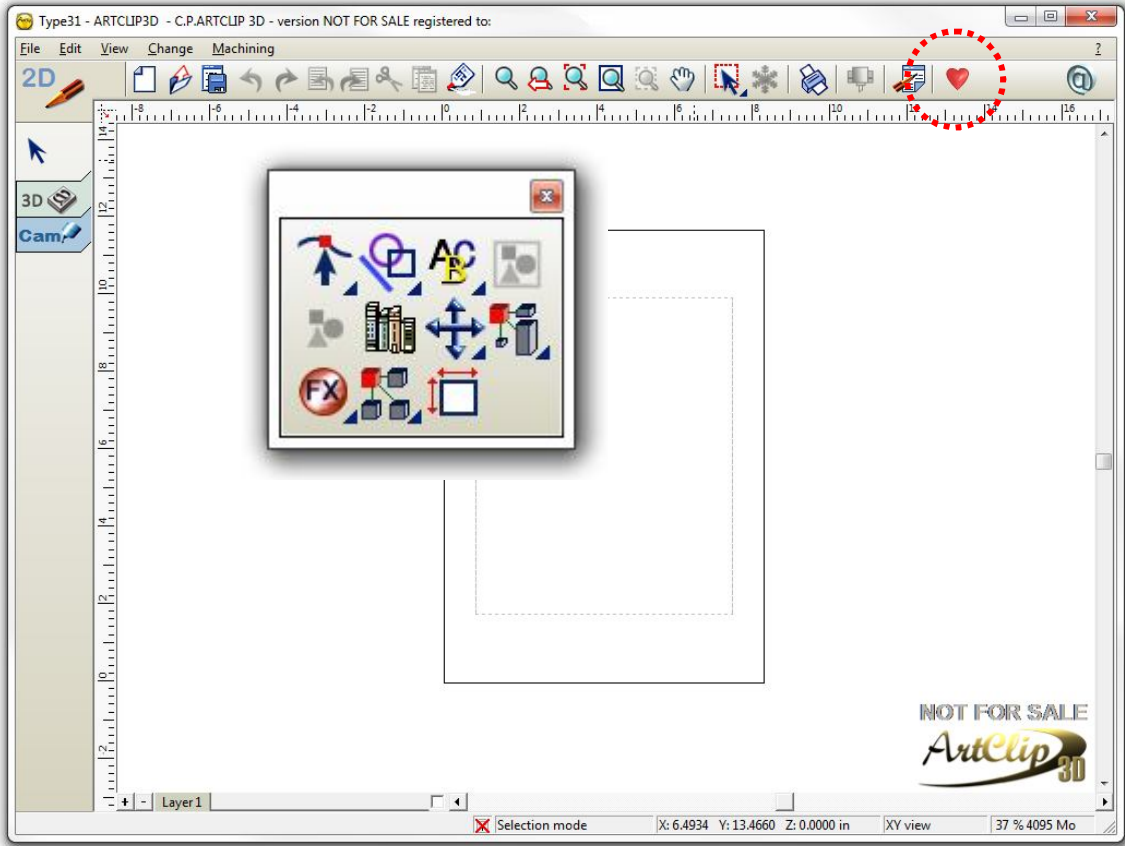 Type31 - ARTCLIP3D - C.P.ARTCLIP 3D - version NOT FOR SALE registered to:
File Edit View Change Machining ?
2D @
-8 -6 -4 -2 0 2 4 6 8 10 12 14 16
14
3D
12
Cam
ABC
10
FX
8
6
4
2
0
NOT FOR SALE
ArtClip
3D
-2
+ - Layer 1
Selection mode X: 6.4934 Y: 13.4660 Z: 0.0000 in XY view 37 % 4095 Mo